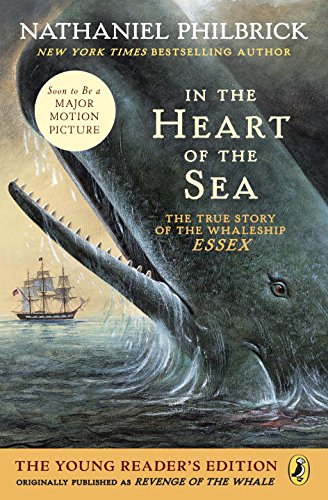 NATHANIEL PHILBRICK
NEW YORK TIMES BESTSELLING AUTHOR
Soon to Be a
MAJOR
MOTION
PICTURE
IN THE
HEART
OF THE
SEA
THE TRUE STORY
OF THE WHALESHIP
ESSEX
THE YOUNG READER'S EDITION
ORIGINALLY PUBLISHED AS REVENGE OF THE WHALE